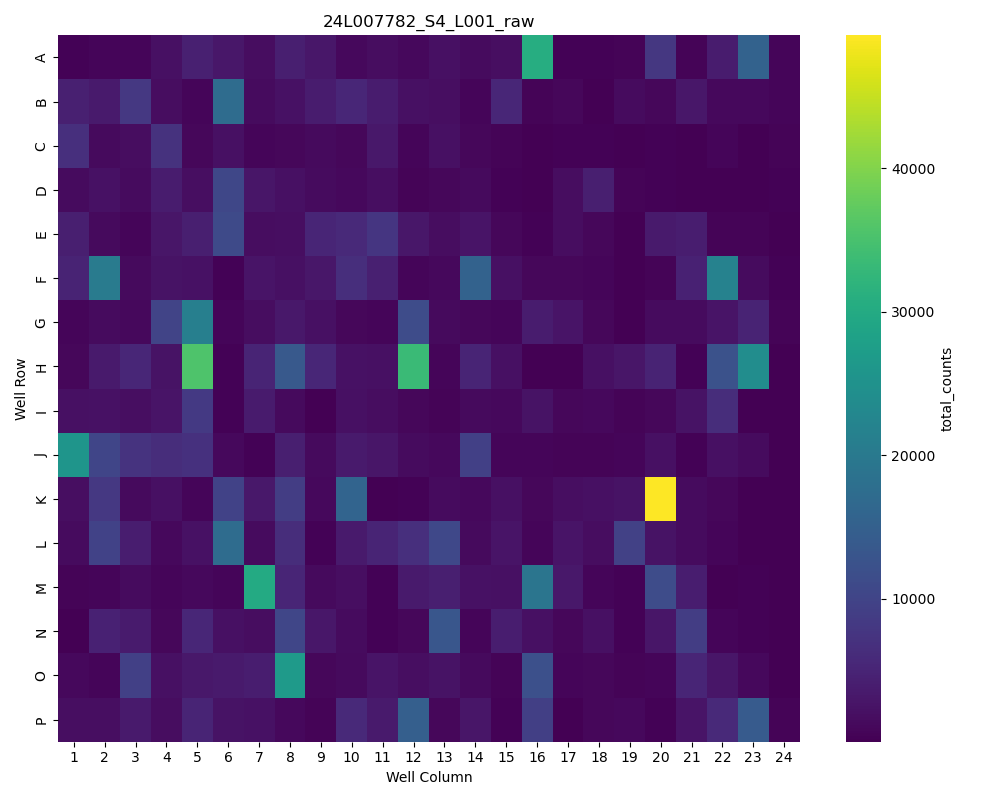 24L007782_S4_L001_raw
Well Row
A
B
C
D
E
F
G
H
I
J
K
L
M
N
O
P
1 2 3 4 5 6 7 8 9 10 11 12 13 14 15 16 17 18 19 20 21 22 23 24
Well Column
40000
30000
20000
10000
total_counts